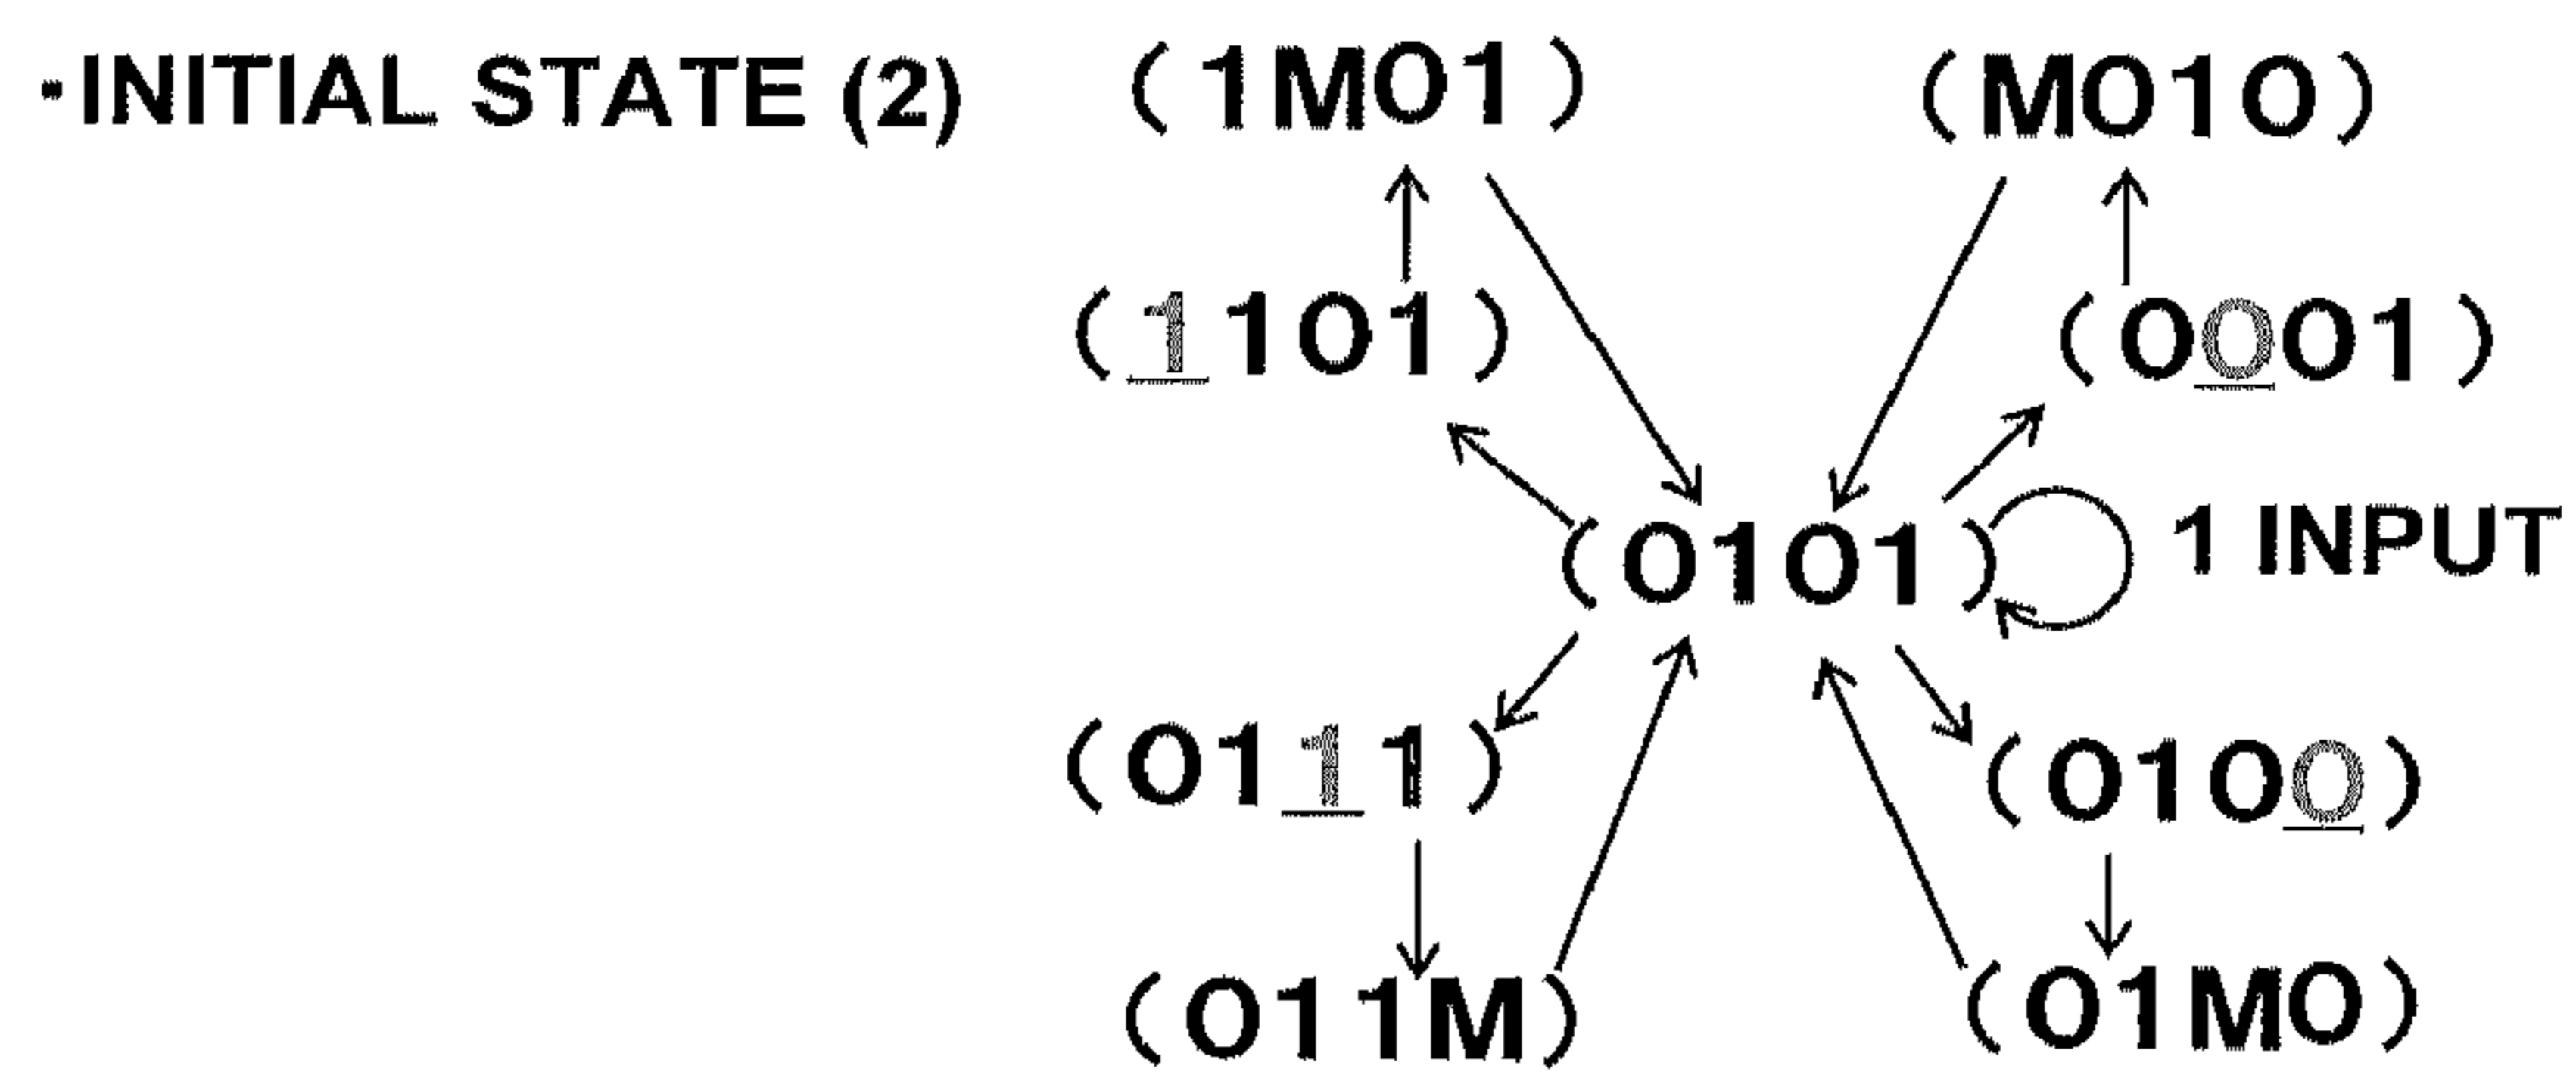 ·INITIAL STATE (2) (1M01) (M010)
(1101) (0001)
(0101) 1 INPUT
(0111) (0100)
(011M) (01M0)